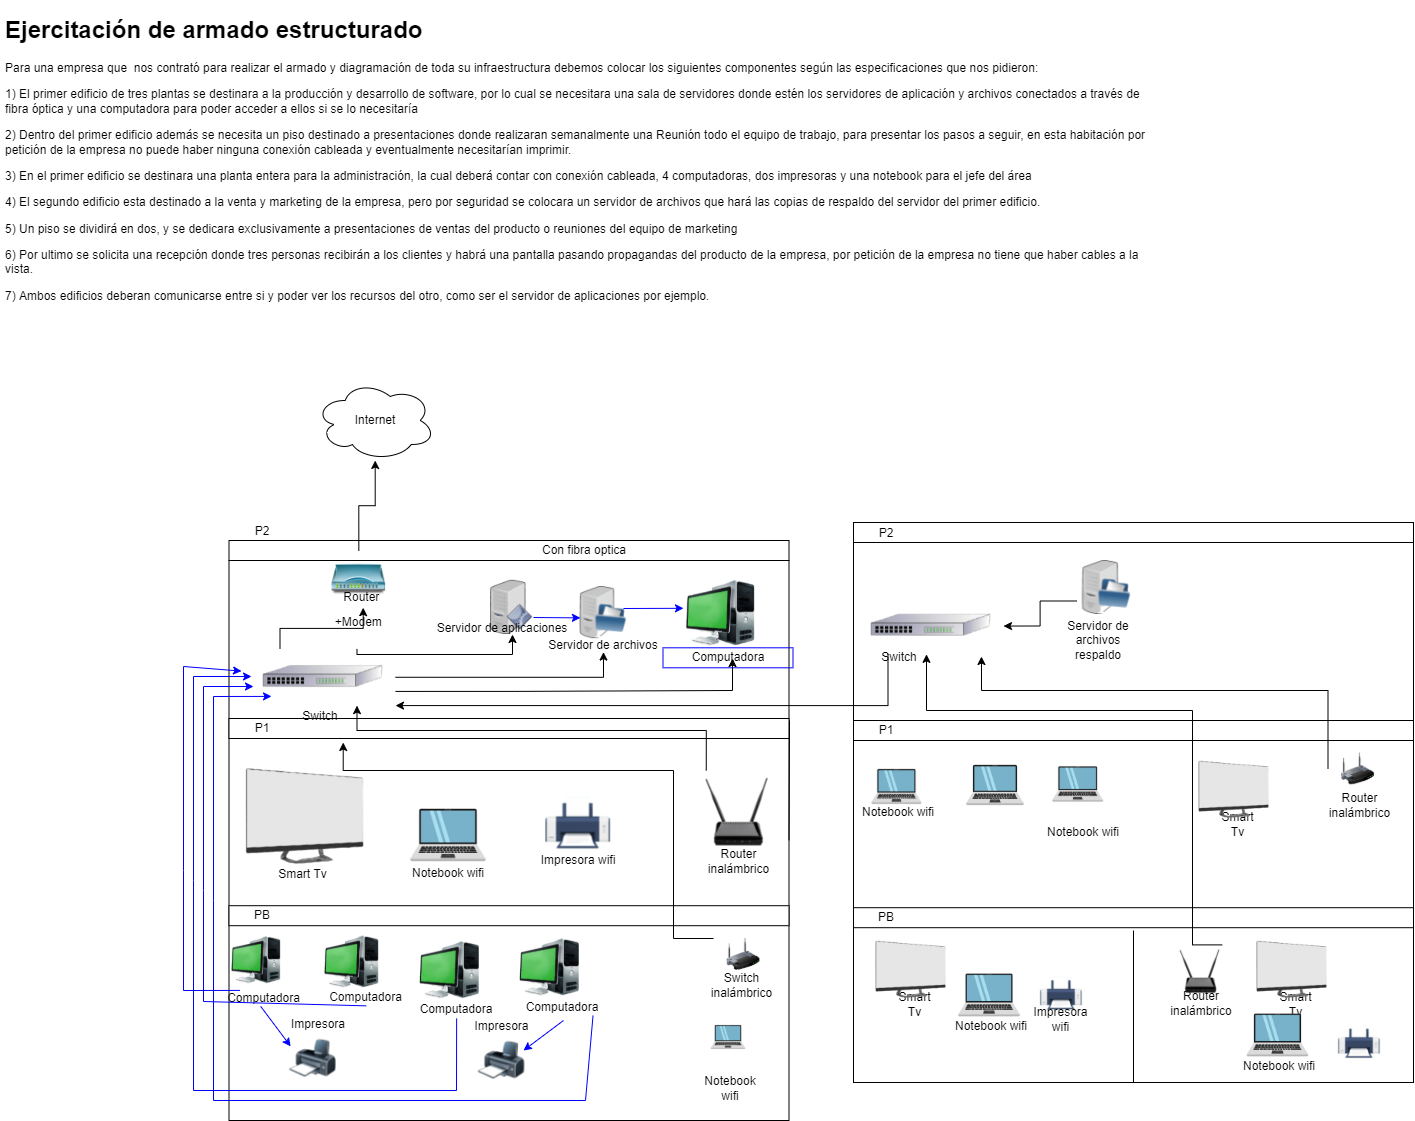 Ejercitación de armado estructurado
Para una empresa que  nos contrató para realizar el armado y diagramación de toda su infraestructura debemos colocar los siguientes componentes según las especificaciones que nos pidieron:
1) El primer edificio de tres plantas se destinara a la producción y desarrollo de software, por lo cual se necesitara una sala de servidores donde estén los servidores de aplicación y archivos conectados a través de
fibra óptica y una computadora para poder acceder a ellos si se lo necesitaría
2) Dentro del primer edificio además se necesita un piso destinado a presentaciones donde realizaran semanalmente una Reunión todo el equipo de trabajo, para presentar los pasos a seguir, en esta habitación por
petición de la empresa no puede haber ninguna conexión cableada y eventualmente necesitarían imprimir.
3) En el primer edificio se destinara una planta entera para la administración, la cual deberá contar con conexión cableada, 4 computadoras, dos impresoras y una notebook para el jefe del área
4) El segundo edificio esta destinado a la venta y marketing de la empresa, pero por seguridad se colocara un servidor de archivos que hará las copias de respaldo del servidor del primer edificio.
5) Un piso se dividirá en dos, y se dedicara exclusivamente a presentaciones de ventas del producto o reuniones del equipo de marketing
6) Por ultimo se solicita una recepción donde tres personas recibirán a los clientes y habrá una pantalla pasando propagandas del producto de la empresa, por petición de la empresa no tiene que haber cables a la
vista.
7) Ambos edificios deberan comunicarse entre si y poder ver los recursos del otro, como ser el servidor de aplicaciones por ejemplo.
Internet
P2
Con fibra optica
Router
+Modem
Servidor de aplicaciones
Servidor de archivos
Computadora
Switch
P1
Smart Tv
Notebook wifi
Impresora wifi
Router
inalámbrico
PB
Computadora
Computadora
Computadora
Computadora
Impresora
Impresora
Switch
inalámbrico
Notebook
wifi
P2
Switch
Servidor de
archivos
respaldo
P1
Notebook wifi
Notebook wifi
Smart
Tv
Router
inalámbrico
PB
Smart
Tv
Notebook wifi
Impresora
wifi
Router
inalámbrico
Smart
Tv
Notebook wifi